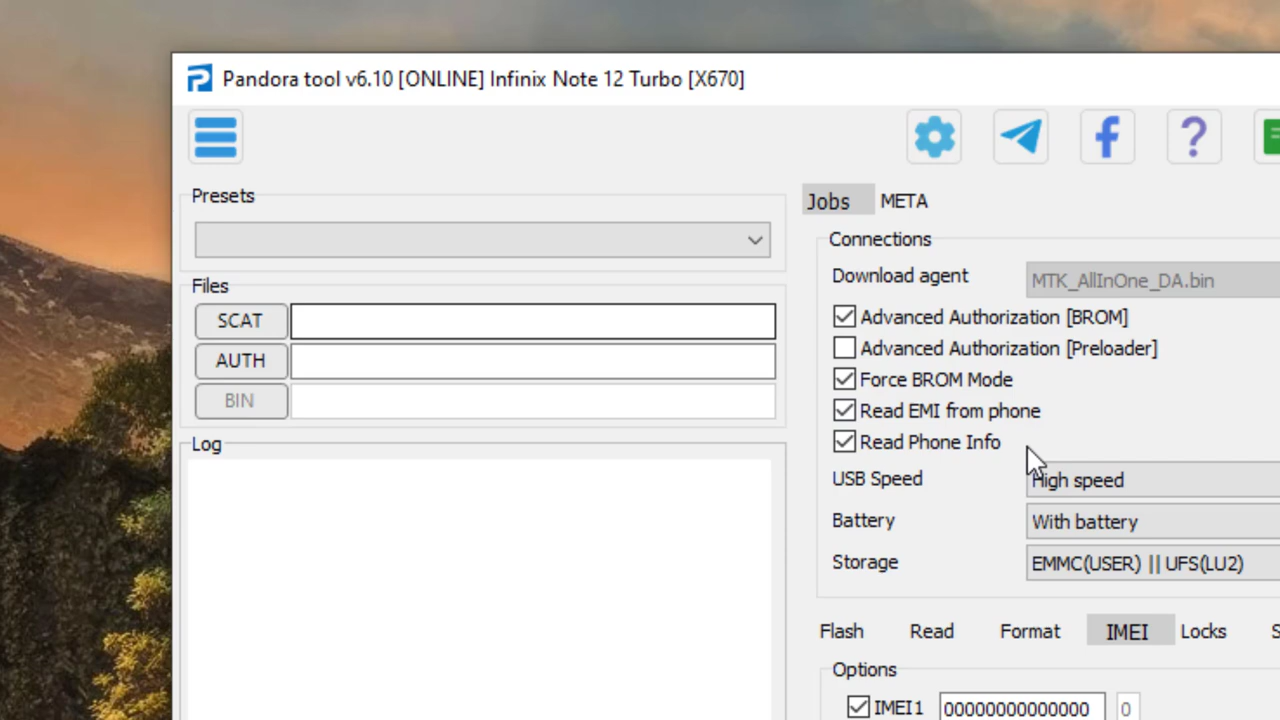 Pandora tool v6.10 [ONLINE] Infinix Note 12 Turbo [X670]
Presets
Files
SCAT
AUTH
BIN
Log
Jobs META
Connections
Download agent MTK_AllInOne_DA.bin
Advanced Authorization [BROM]
Advanced Authorization [Preloader]
Force BROM Mode
Read EMI from phone
Read Phone Info
USB Speed High speed
Battery With battery
Storage EMMC(USER) || UFS(LU2)
Flash Read Format IMEI Locks S
Options
IMEI1 00000000000000 0